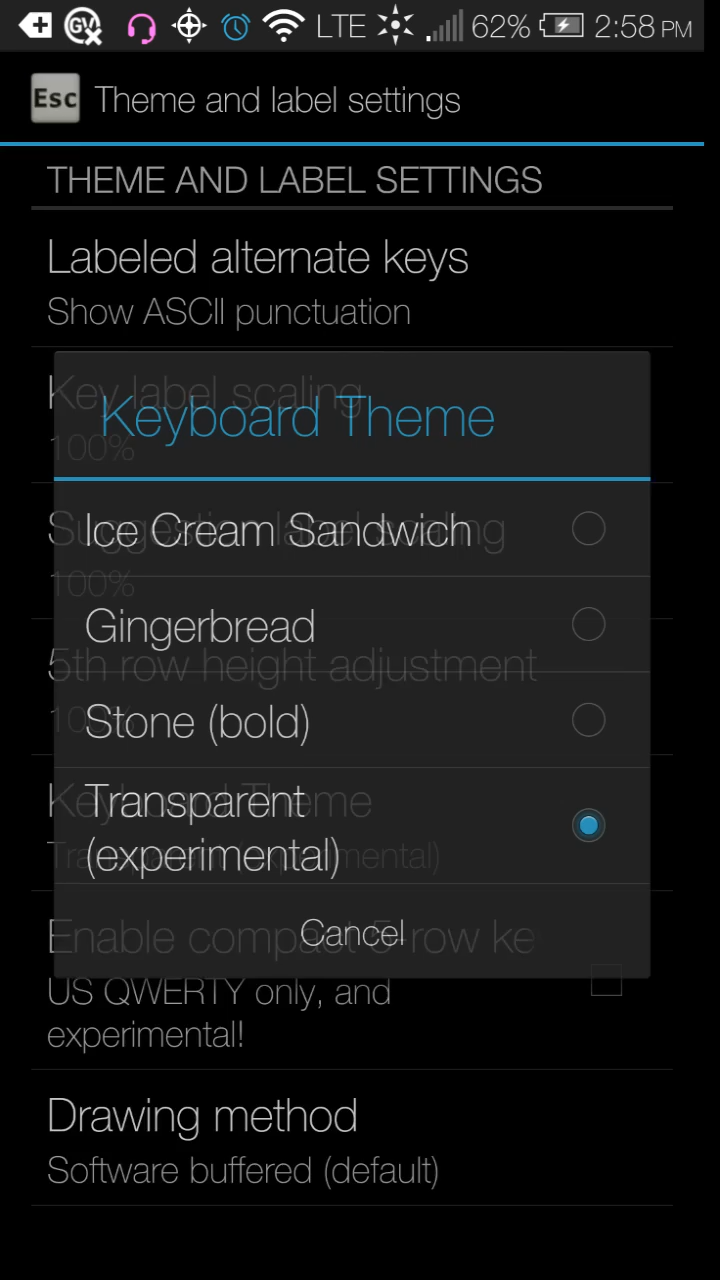 GV LTE 62% 2:58 PM
Esc Theme and label settings
THEME AND LABEL SETTINGS
Labeled alternate keys
Show ASCII punctuation
Key label scaling
100%
Keyboard Theme
Suggestion label scaling
100%
Ice Cream Sandwich
Gingerbread
5th row height adjustment
100%
Stone (bold)
Keyboard Theme
Transparent (experimental)
Transparent
(experimental)
Enable compact 5-row ke
Cancel
US QWERTY only, and
experimental!
Drawing method
Software buffered (default)